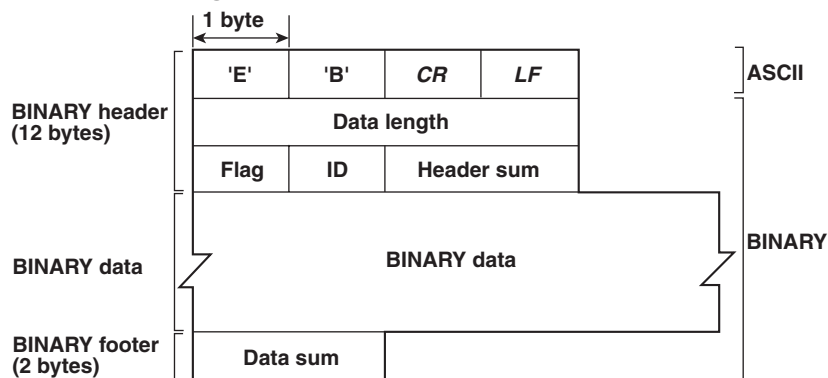 1 byte
'E' 'B' CR LF
ASCII
BINARY header
(12 bytes)
Data length
Flag ID Header sum
BINARY
BINARY data
BINARY data
BINARY footer
(2 bytes)
Data sum